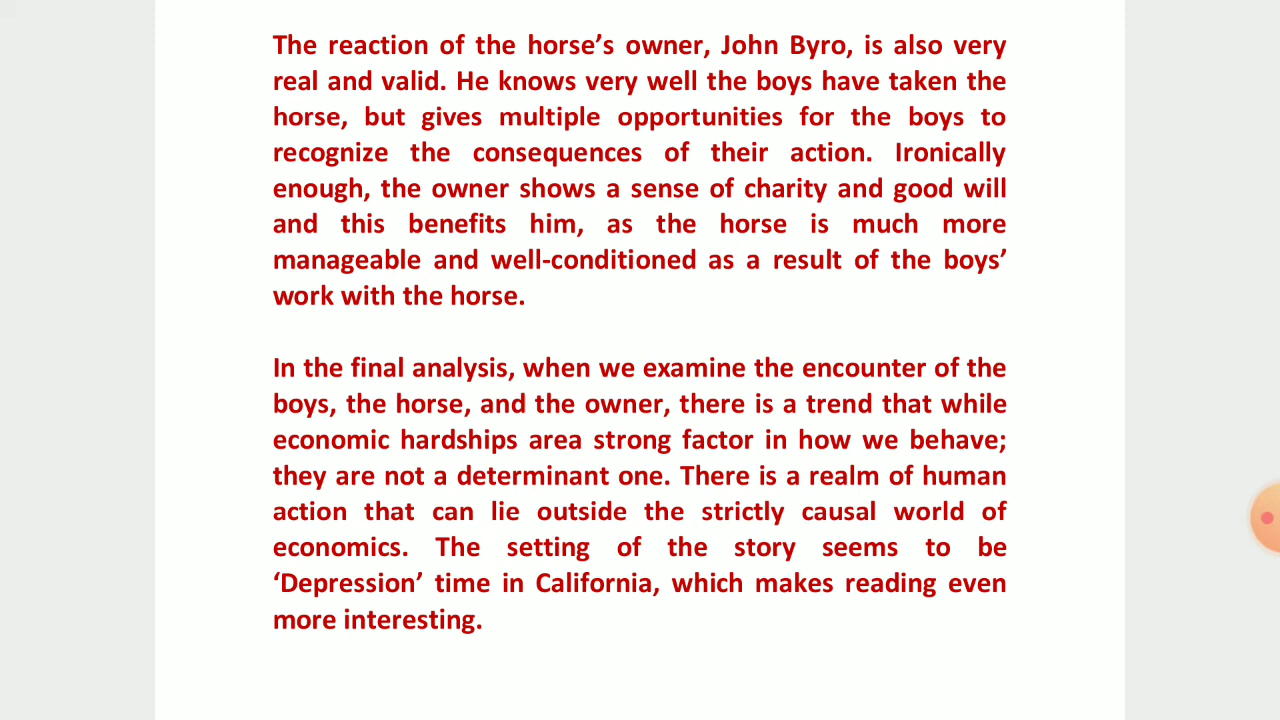 The reaction of the horse’s owner, John Byro, is also very
real and valid. He knows very well the boys have taken the
horse, but gives multiple opportunities for the boys to
recognize the consequences of their action. Ironically
enough, the owner shows a sense of charity and good will
and this benefits him, as the horse is much more
manageable and well-conditioned as a result of the boys’
work with the horse.
In the final analysis, when we examine the encounter of the
boys, the horse, and the owner, there is a trend that while
economic hardships area strong factor in how we behave;
they are not a determinant one. There is a realm of human
action that can lie outside the strictly causal world of
economics. The setting of the story seems to be
‘Depression’ time in California, which makes reading even
more interesting.